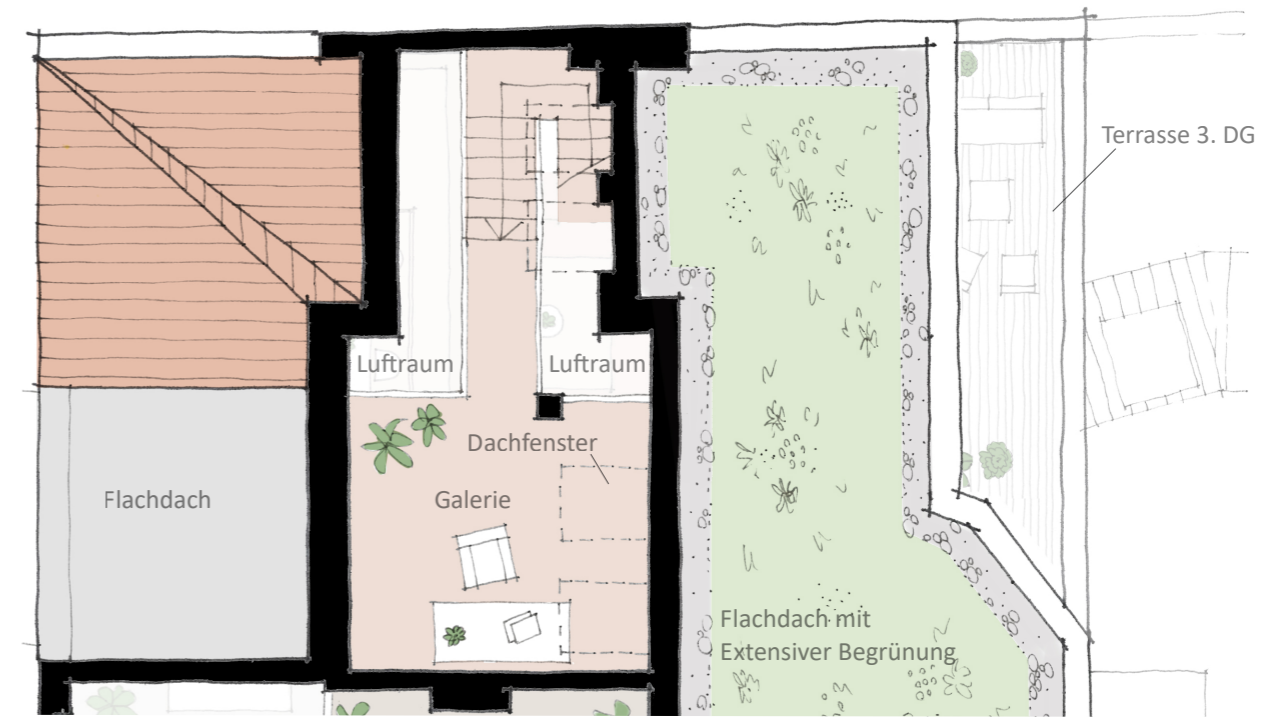 Terrasse 3. DG
Luftraum
Luftraum
Dachfenster
Flachdach
Galerie
Flachdach mit
Extensiver Begrünung